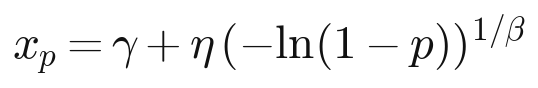 x_p = γ + η(−ln(1 − p))^{1/β}